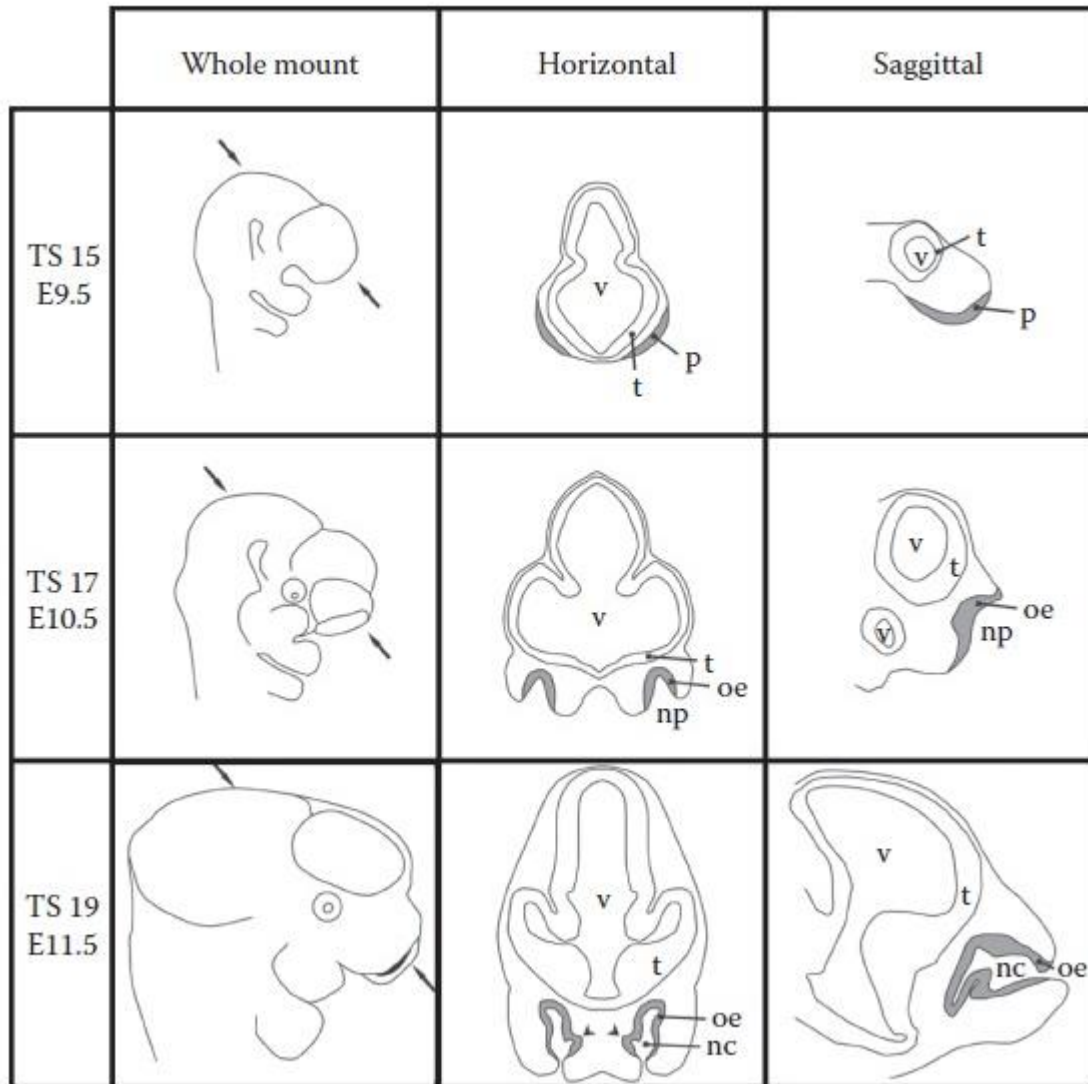 Whole mount
Horizontal
Saggittal
TS 15
E9.5
v
t
p
v
t
p
TS 17
E10.5
v
t
oe
np
v
t
v
oe
np
TS 19
E11.5
v
t
oe
nc
v
t
nc
oe